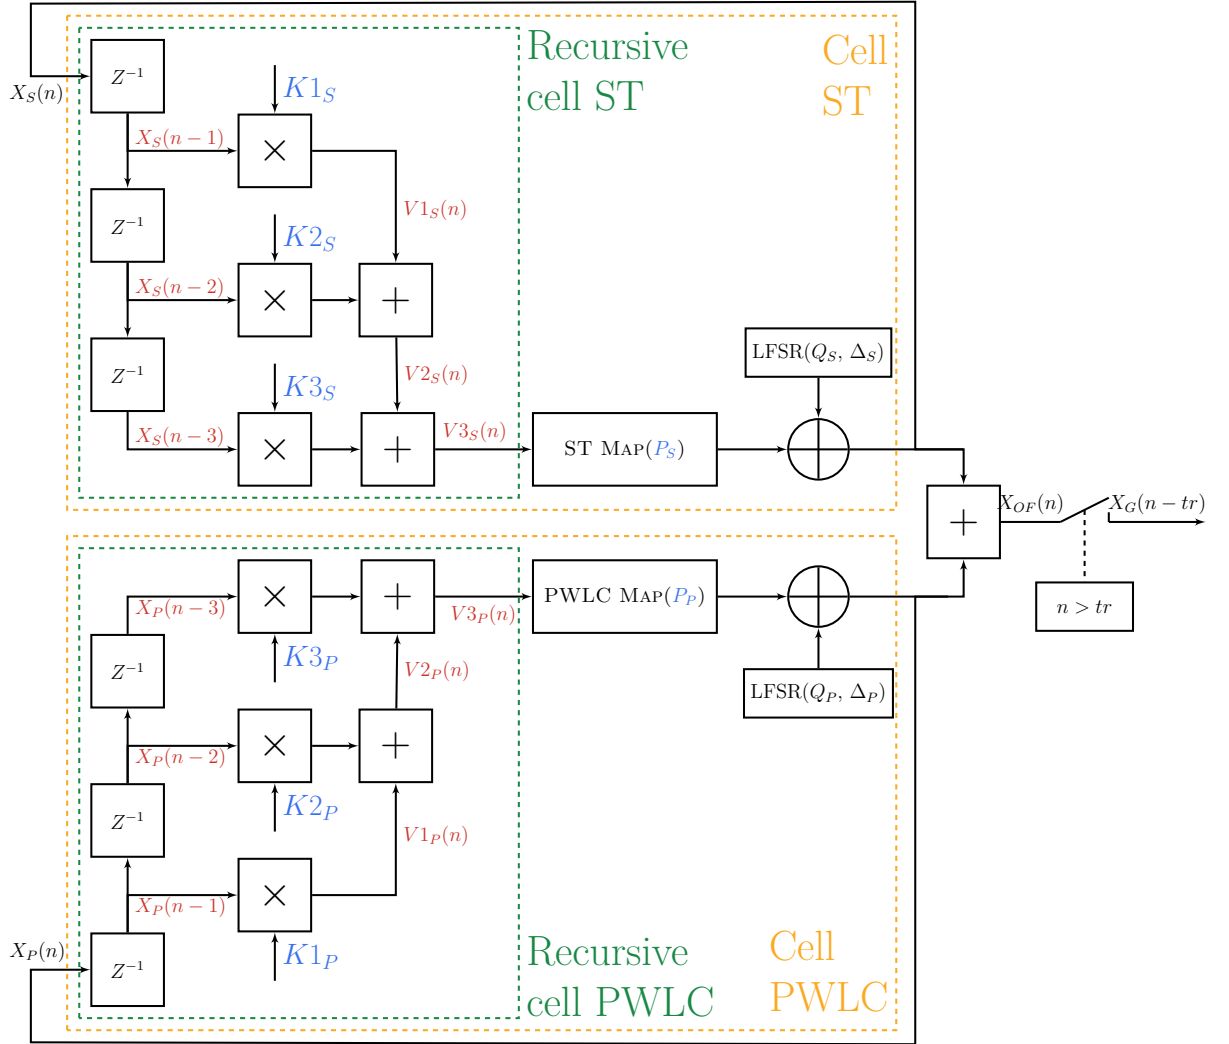 Recursive
cell ST
Cell
ST
Z⁻¹
X_S(n)
K1_S
X_S(n − 1)
×
V1_S(n)
Z⁻¹
K2_S
X_S(n − 2)
×
+
V2_S(n)
Z⁻¹
K3_S
LFSR(Q_S, Δ_S)
X_S(n − 3)
×
+
V3_S(n)
ST MAP(P_S)
+
X_OF(n)
X_G(n − tr)
n > tr
X_P(n − 3)
×
+
V3_P(n)
PWLC MAP(P_P)
Z⁻¹
K3_P
V2_P(n)
LFSR(Q_P, Δ_P)
X_P(n − 2)
×
+
K2_P
Z⁻¹
V1_P(n)
X_P(n − 1)
×
K1_P
X_P(n)
Z⁻¹
Recursive
cell PWLC
Cell
PWLC